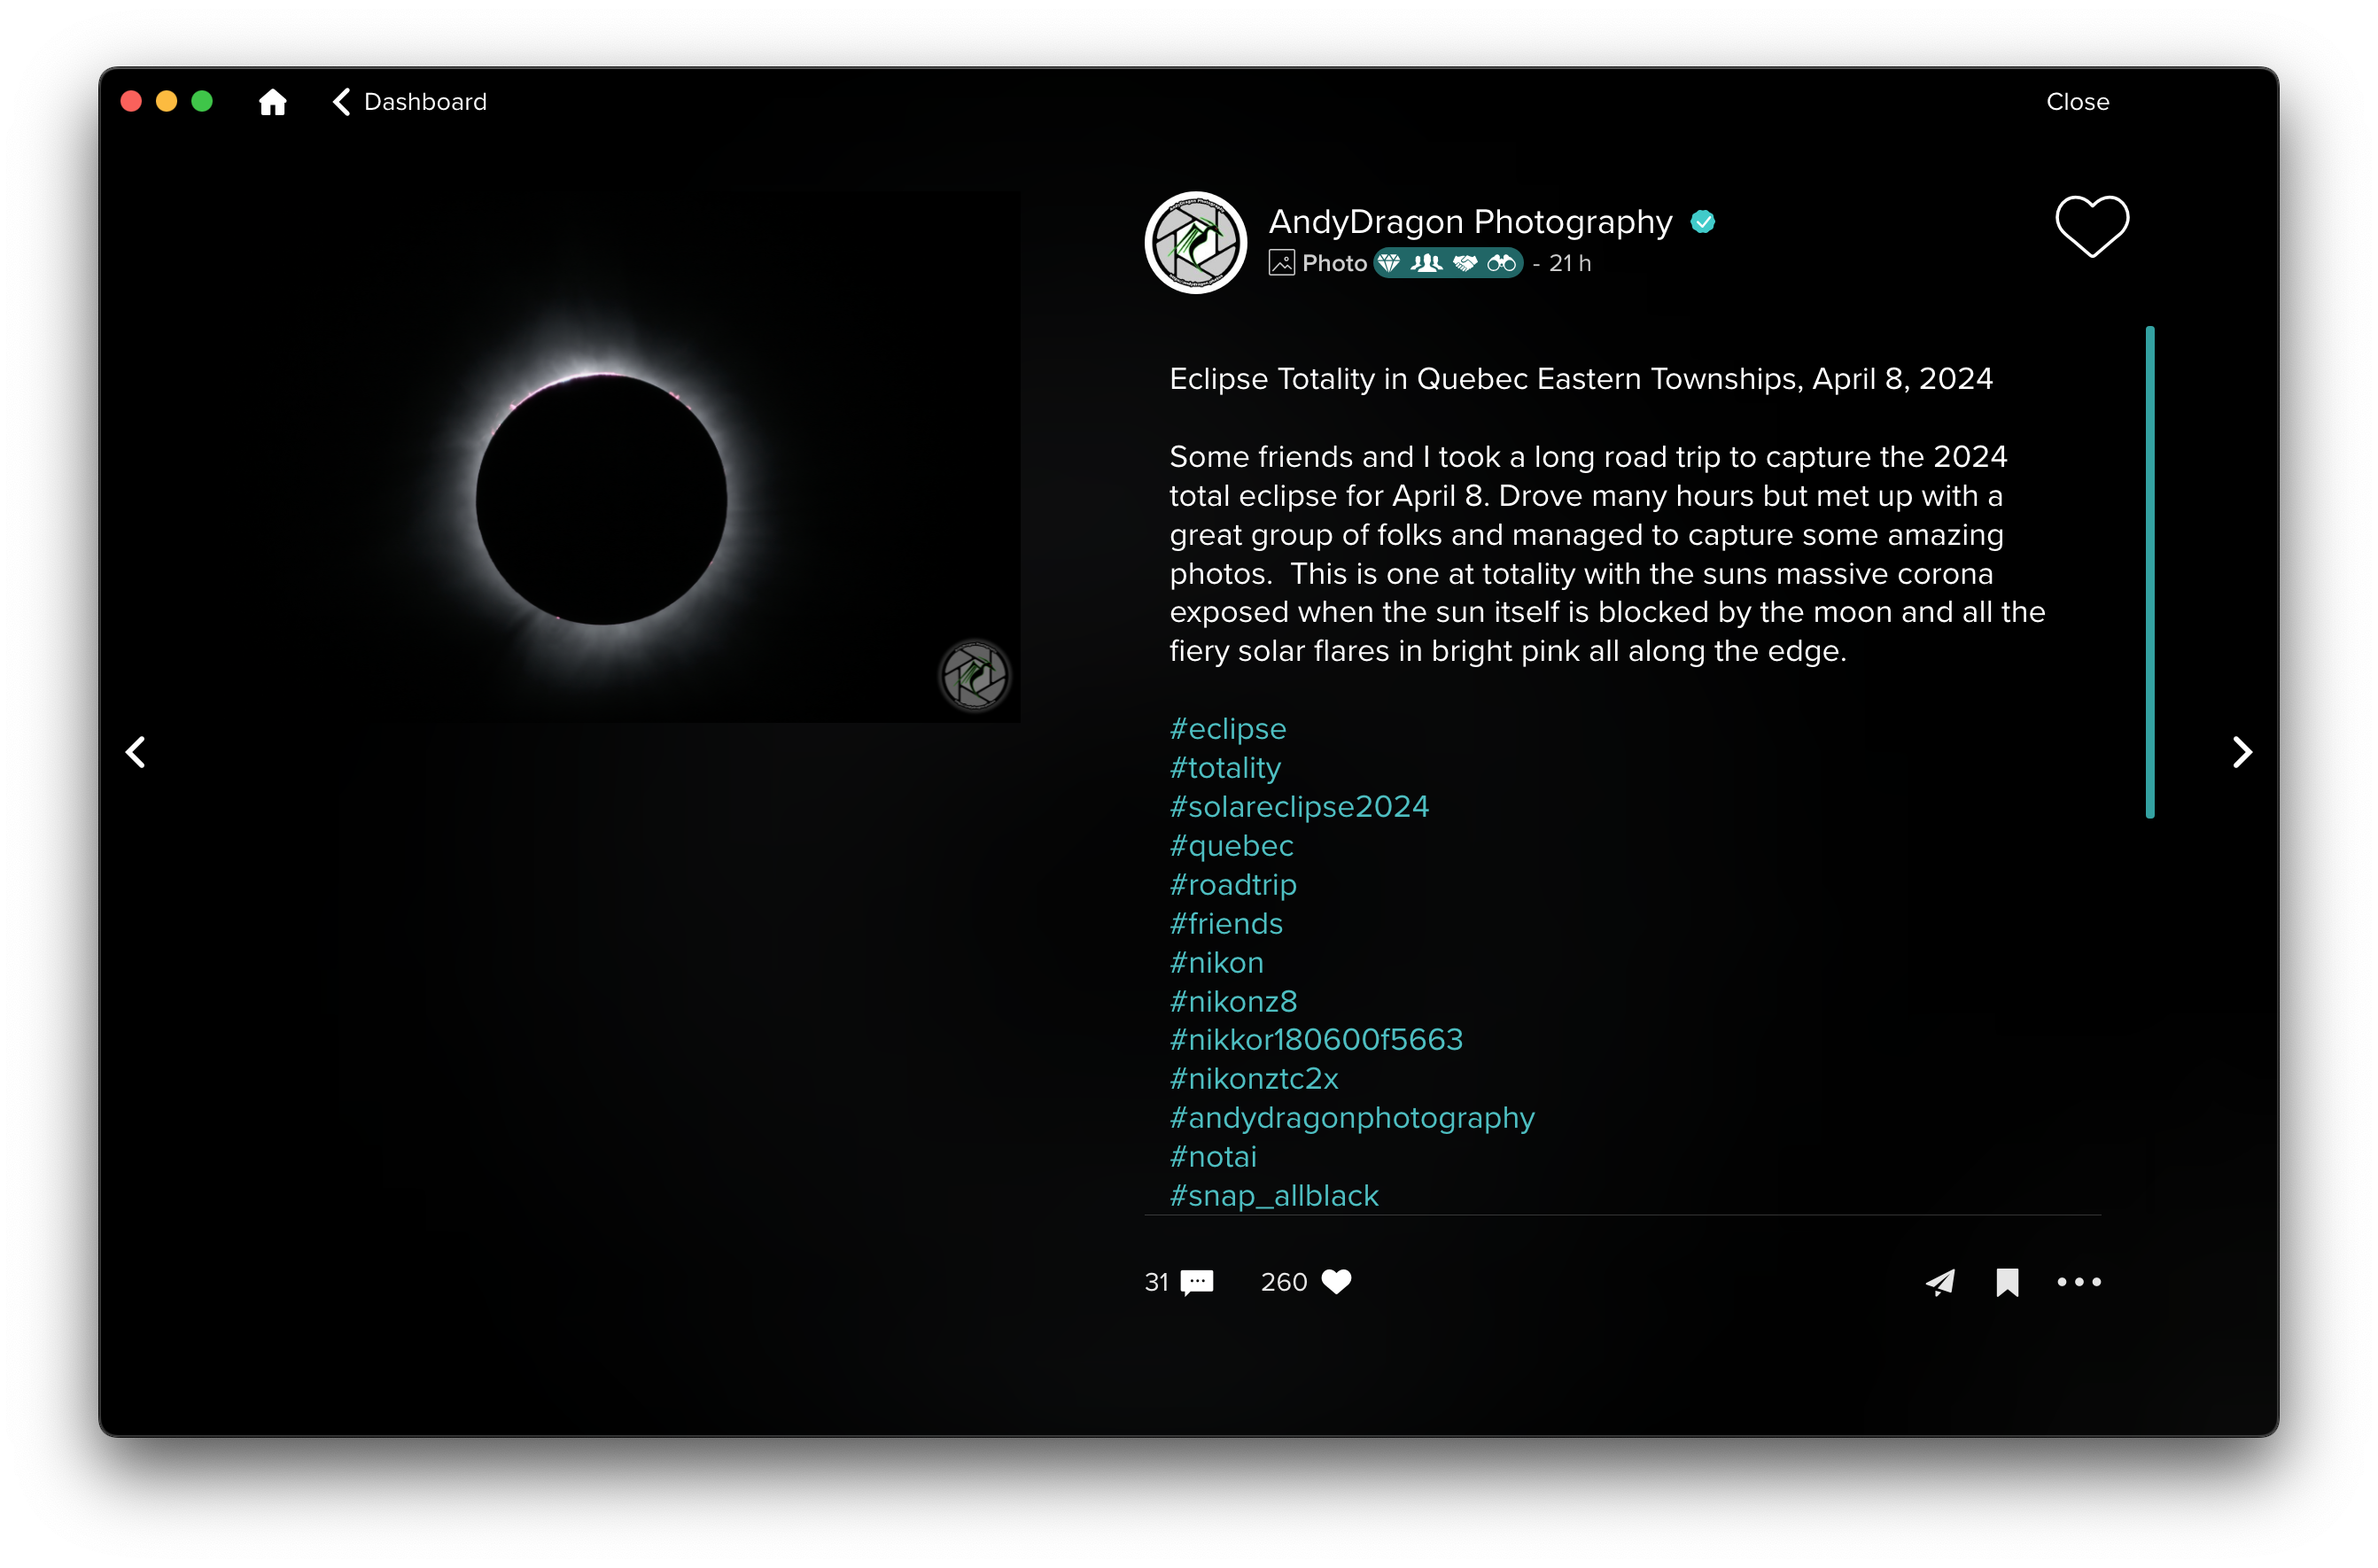 Dashboard
Close
AndyDragon Photography
Photo - 21 h
Eclipse Totality in Quebec Eastern Townships, April 8, 2024
Some friends and I took a long road trip to capture the 2024
total eclipse for April 8. Drove many hours but met up with a
great group of folks and managed to capture some amazing
photos.  This is one at totality with the suns massive corona
exposed when the sun itself is blocked by the moon and all the
fiery solar flares in bright pink all along the edge.
#eclipse
#totality
#solareclipse2024
#quebec
#roadtrip
#friends
#nikon
#nikonz8
#nikkor180600f5663
#nikonztc2x
#andydragonphotography
#notai
#snap_allblack
31
260